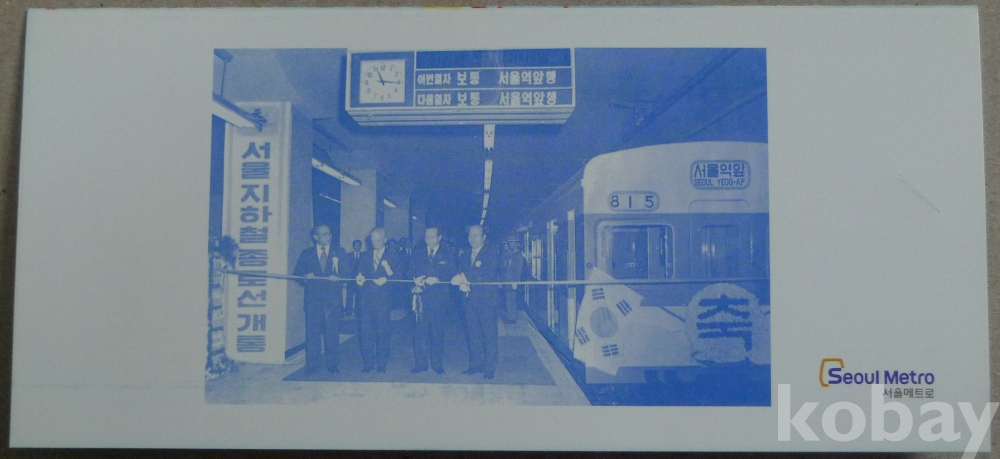 이번열차 보통 서울역앞행
다음열차 보통 서울역앞행
축 서울지하철종로선개통
서울역앞
SEOUL YEOG-AP
815
축
Seoul Metro
서울메트로
kobay